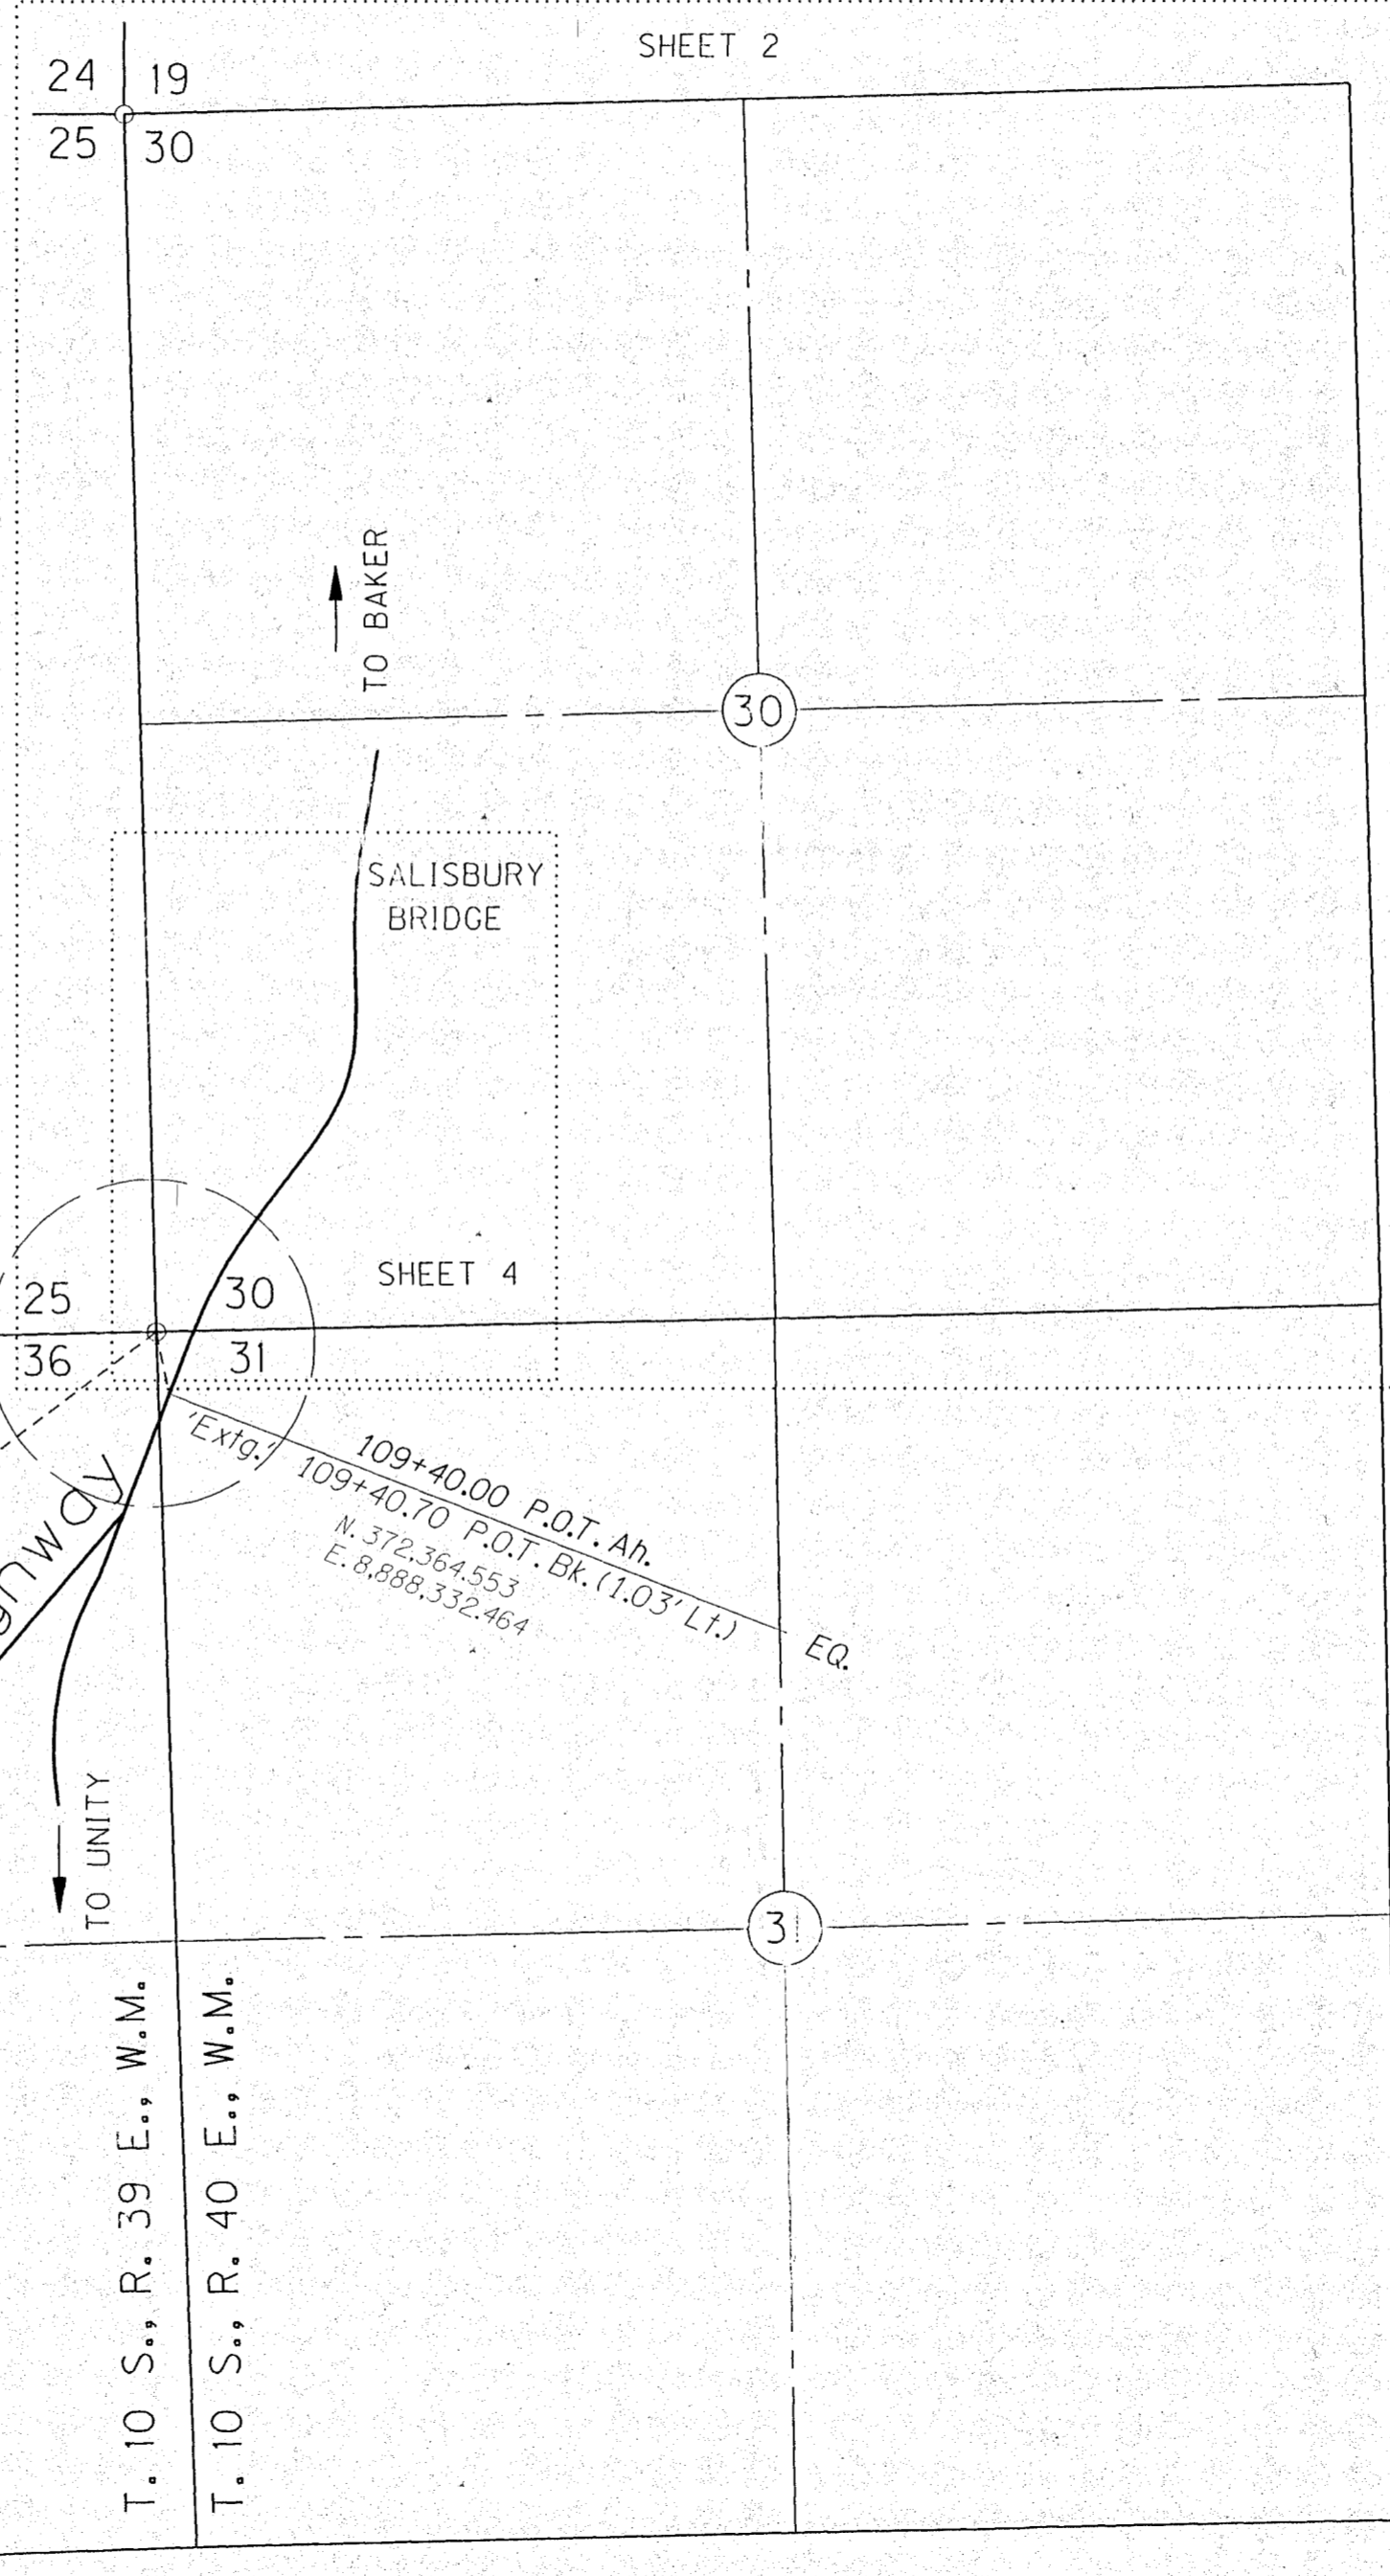 SHEET 2
24 19
25 30
TO BAKER
30
SALISBURY
BRIDGE
SHEET 4
25 30
36 31
'Extg.'
109+40.00 P.O.T. Ah.
109+40.70 P.O.T. Bk. (1.03' Lt.)
N. 372,364.553
E. 8,888,332.464
EQ.
TO UNITY
31
T. 10 S., R. 39 E., W.M.
T. 10 S., R. 40 E., W.M.